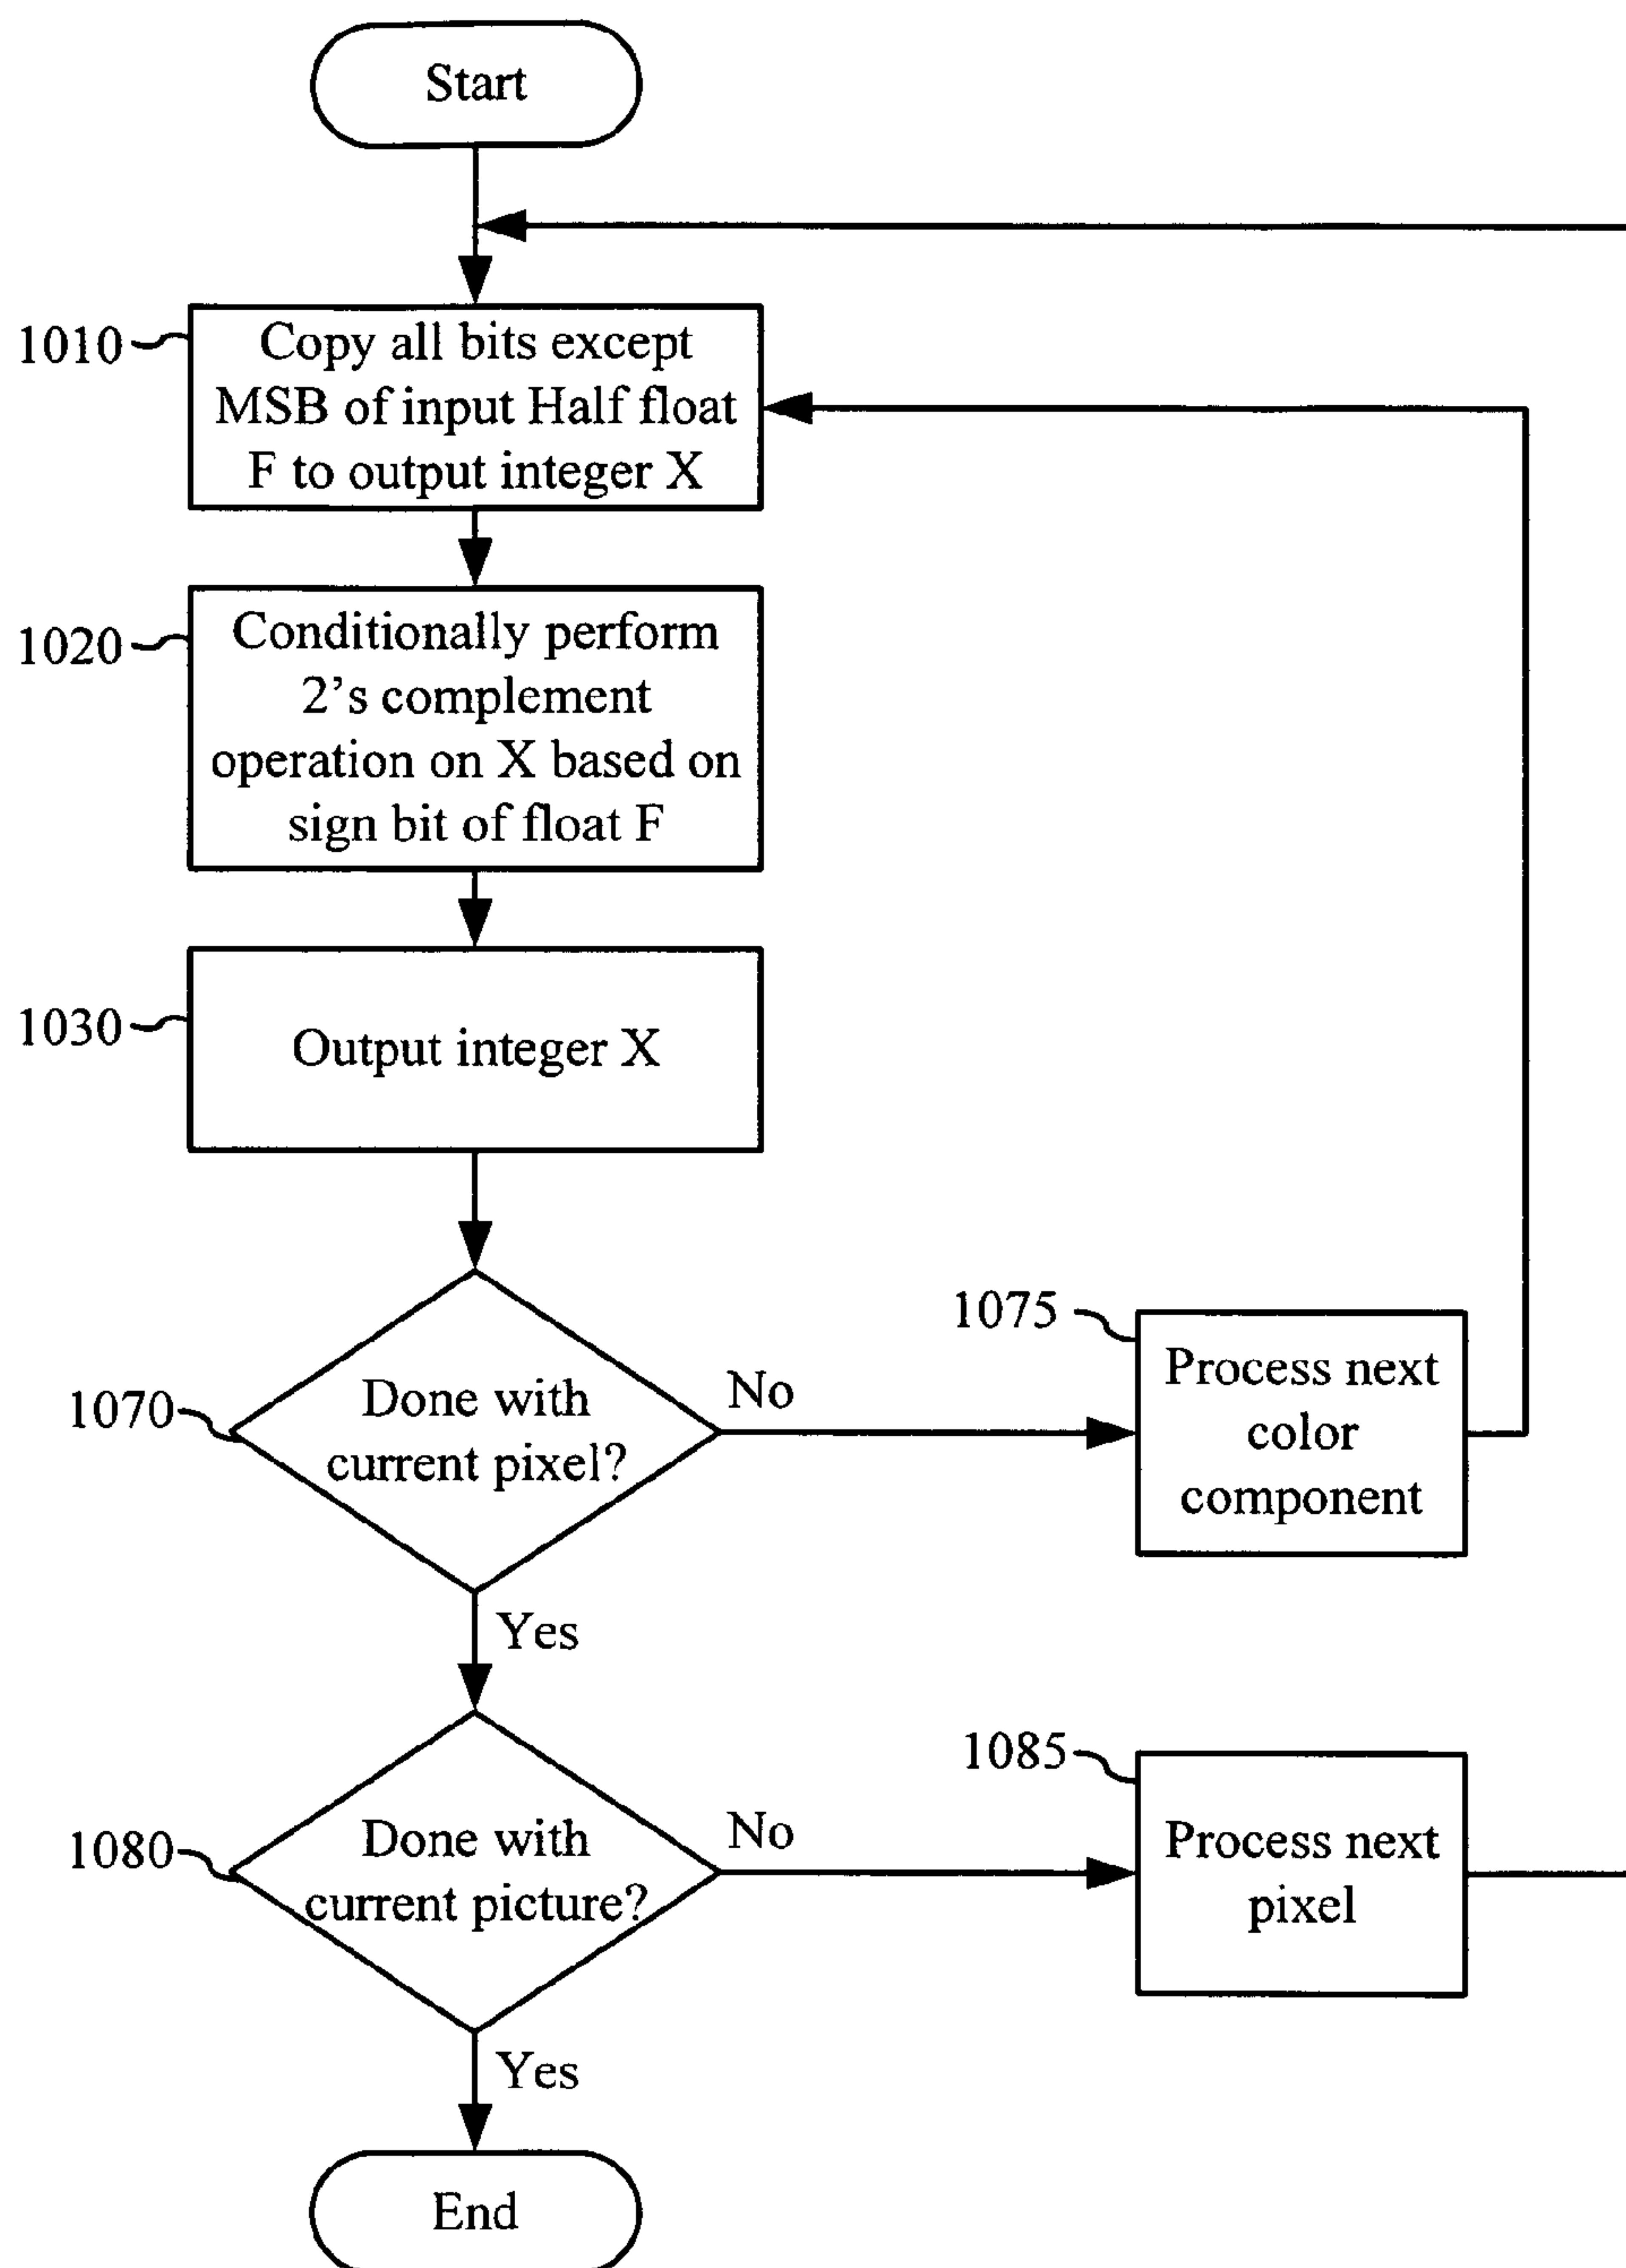 Start
1010
Copy all bits except
MSB of input Half float
F to output integer X
1020
Conditionally perform
2's complement
operation on X based on
sign bit of float F
1030
Output integer X
1070
Done with
current pixel?
No
1075
Process next
color
component
Yes
1080
Done with
current picture?
No
1085
Process next
pixel
Yes
End